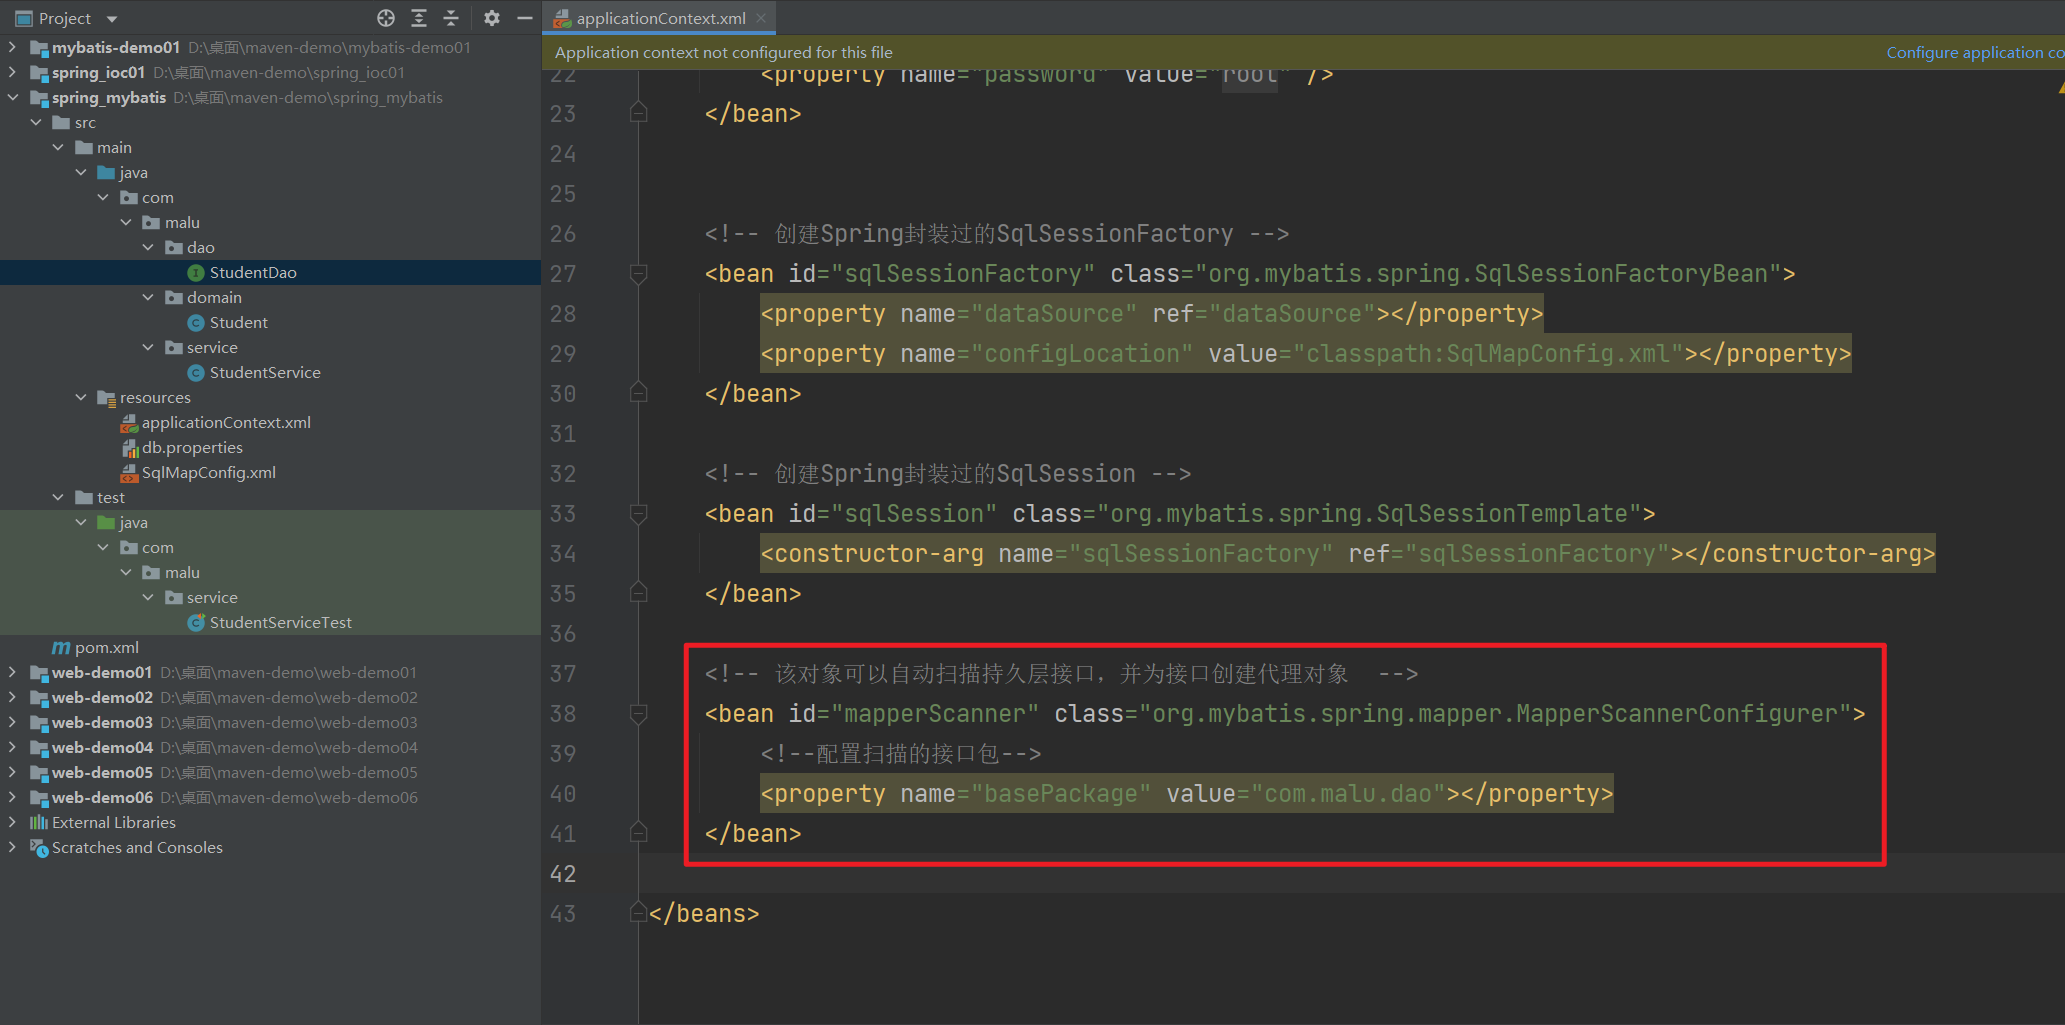 Project
mybatis-demo01 D:\桌面\maven-demo\mybatis-demo01
spring_ioc01 D:\桌面\maven-demo\spring_ioc01
spring_mybatis D:\桌面\maven-demo\spring_mybatis
src
main
java
com
malu
dao
StudentDao
domain
Student
service
StudentService
resources
applicationContext.xml
db.properties
SqlMapConfig.xml
test
java
com
malu
service
StudentServiceTest
pom.xml
web-demo01 D:\桌面\maven-demo\web-demo01
web-demo02 D:\桌面\maven-demo\web-demo02
web-demo03 D:\桌面\maven-demo\web-demo03
web-demo04 D:\桌面\maven-demo\web-demo04
web-demo05 D:\桌面\maven-demo\web-demo05
web-demo06 D:\桌面\maven-demo\web-demo06
External Libraries
Scratches and Consoles
applicationContext.xml
Application context not configured for this file Configure application co
22 <property name="password" value="root" />
23 </bean>
24
25
26 <!-- 创建Spring封装过的SqlSessionFactory -->
27 <bean id="sqlSessionFactory" class="org.mybatis.spring.SqlSessionFactoryBean">
28 <property name="dataSource" ref="dataSource"></property>
29 <property name="configLocation" value="classpath:SqlMapConfig.xml"></property>
30 </bean>
31
32 <!-- 创建Spring封装过的SqlSession -->
33 <bean id="sqlSession" class="org.mybatis.spring.SqlSessionTemplate">
34 <constructor-arg name="sqlSessionFactory" ref="sqlSessionFactory"></constructor-arg>
35 </bean>
36
37 <!-- 该对象可以自动扫描持久层接口，并为接口创建代理对象 -->
38 <bean id="mapperScanner" class="org.mybatis.spring.mapper.MapperScannerConfigurer">
39 <!--配置扫描的接口包-->
40 <property name="basePackage" value="com.malu.dao"></property>
41 </bean>
42
43 </beans>